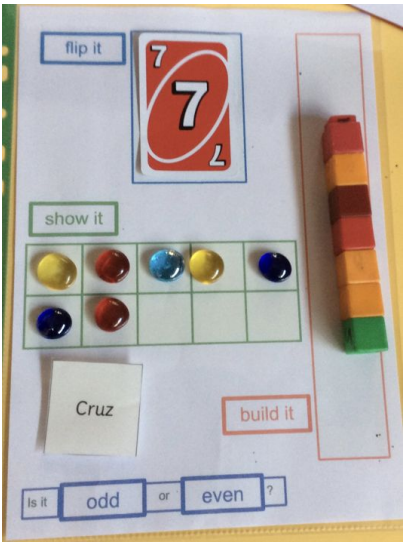 flip it
7
7
7
show it
Cruz
build it
Is it odd or even ?